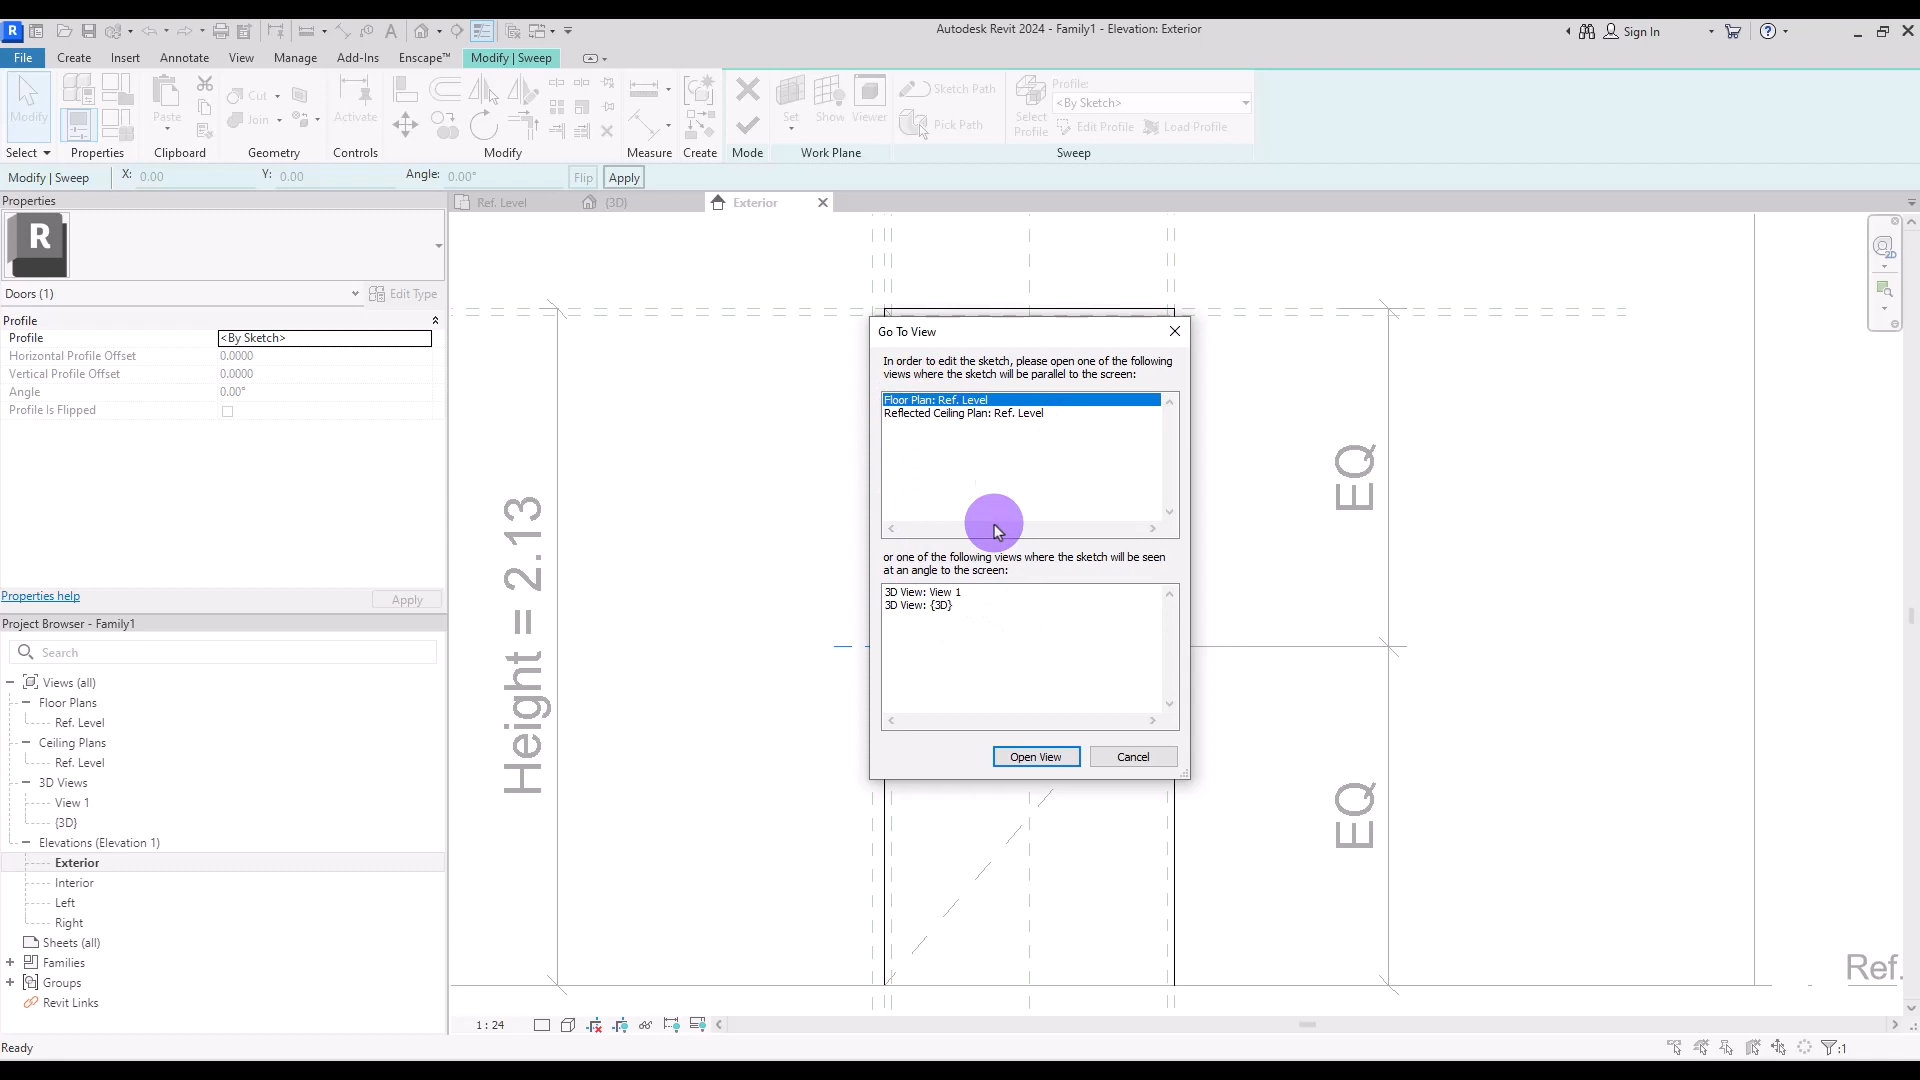 Autodesk Revit 2024 - Family1 - Elevation: Exterior
Sign In
File
Create
Insert
Annotate
View
Manage
Add-Ins
Enscape™
Modify | Sweep
Modify
Paste
Cut
Join
Activate
Set
Show
Viewer
Sketch Path
Pick Path
Select
Profile
Profile:
<By Sketch>
Edit Profile
Load Profile
Select
Properties
Clipboard
Geometry
Controls
Modify
Measure
Create
Mode
Work Plane
Sweep
Modify | Sweep
X:
0.00
Y:
0.00
Angle:
0.00°
Flip
Apply
Properties
Ref. Level
{3D}
Exterior
R
Doors (1)
Edit Type
Profile
Profile
<By Sketch>
Horizontal Profile Offset
0.0000
Vertical Profile Offset
0.0000
Angle
0.00°
Profile Is Flipped
Properties help
Apply
Project Browser - Family1
Search
Views (all)
Floor Plans
Ref. Level
Ceiling Plans
Ref. Level
3D Views
View 1
{3D}
Elevations (Elevation 1)
Exterior
Interior
Left
Right
Sheets (all)
Families
Groups
Revit Links
Height = 2.13
EQ
EQ
Ref.
Go To View
In order to edit the sketch, please open one of the following
views where the sketch will be parallel to the screen:
Floor Plan: Ref. Level
Reflected Ceiling Plan: Ref. Level
or one of the following views where the sketch will be seen
at an angle to the screen:
3D View: View 1
3D View: {3D}
Open View
Cancel
1 : 24
Ready
:1